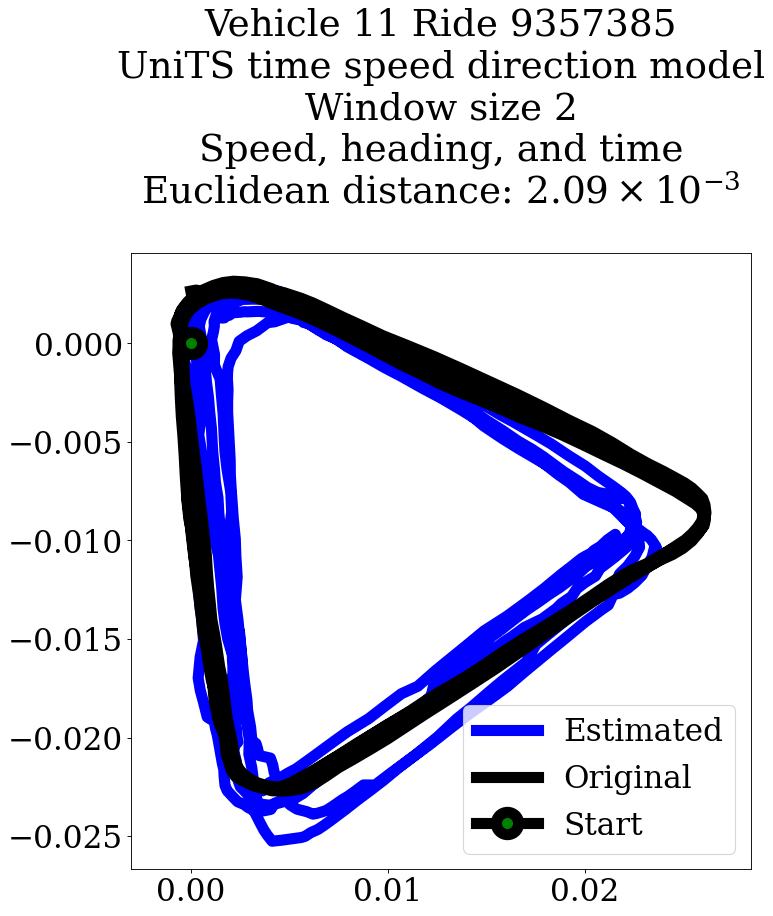 Vehicle 11 Ride 9357385
UniTS time speed direction model
Window size 2
Speed, heading, and time
Euclidean distance: 2.09 × 10⁻³
0.000
−0.005
−0.010
−0.015
−0.020
−0.025
Estimated
Original
Start
0.00 0.01 0.02